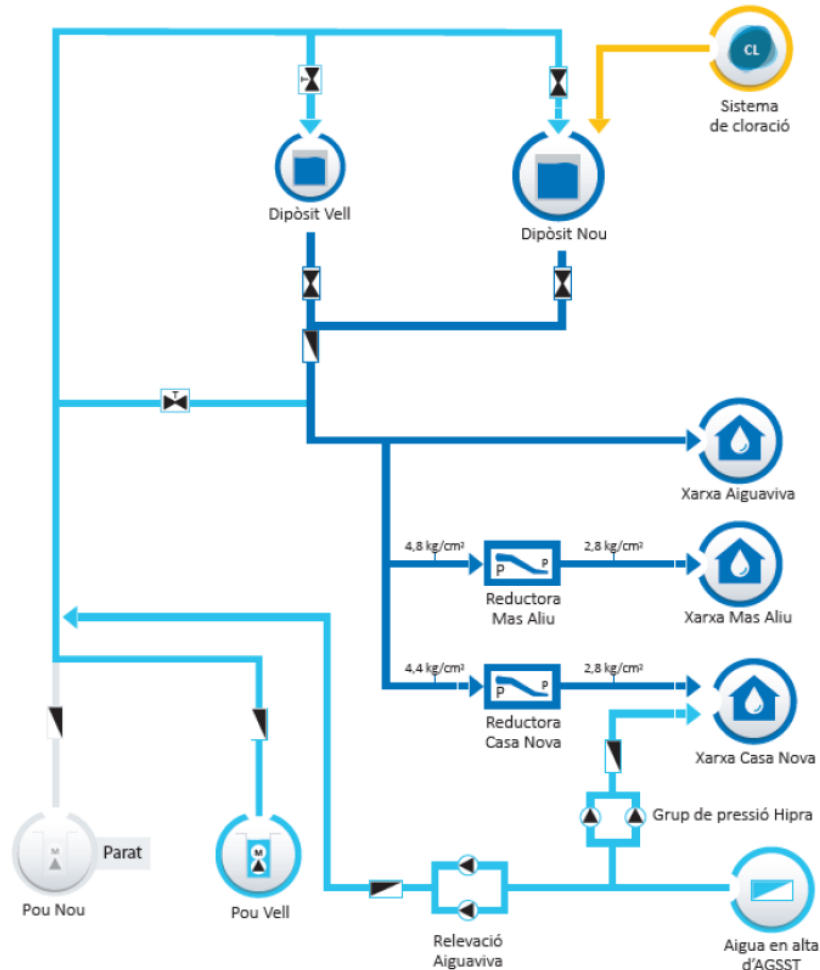 CL
Sistema
de cloració
T
Dipòsit Vell
Dipòsit Nou
T
Xarxa Aiguaviva
4,8 kg/cm²
2,8 kg/cm²
P
P
Reductora
Mas Aliu
Xarxa Mas Aliu
4,4 kg/cm²
2,8 kg/cm²
P
P
Reductora
Casa Nova
Xarxa Casa Nova
Grup de pressió Hipra
M
Parat
M
Pou Nou
Pou Vell
Relevació
Aiguaviva
Aigua en alta
d'AGSST